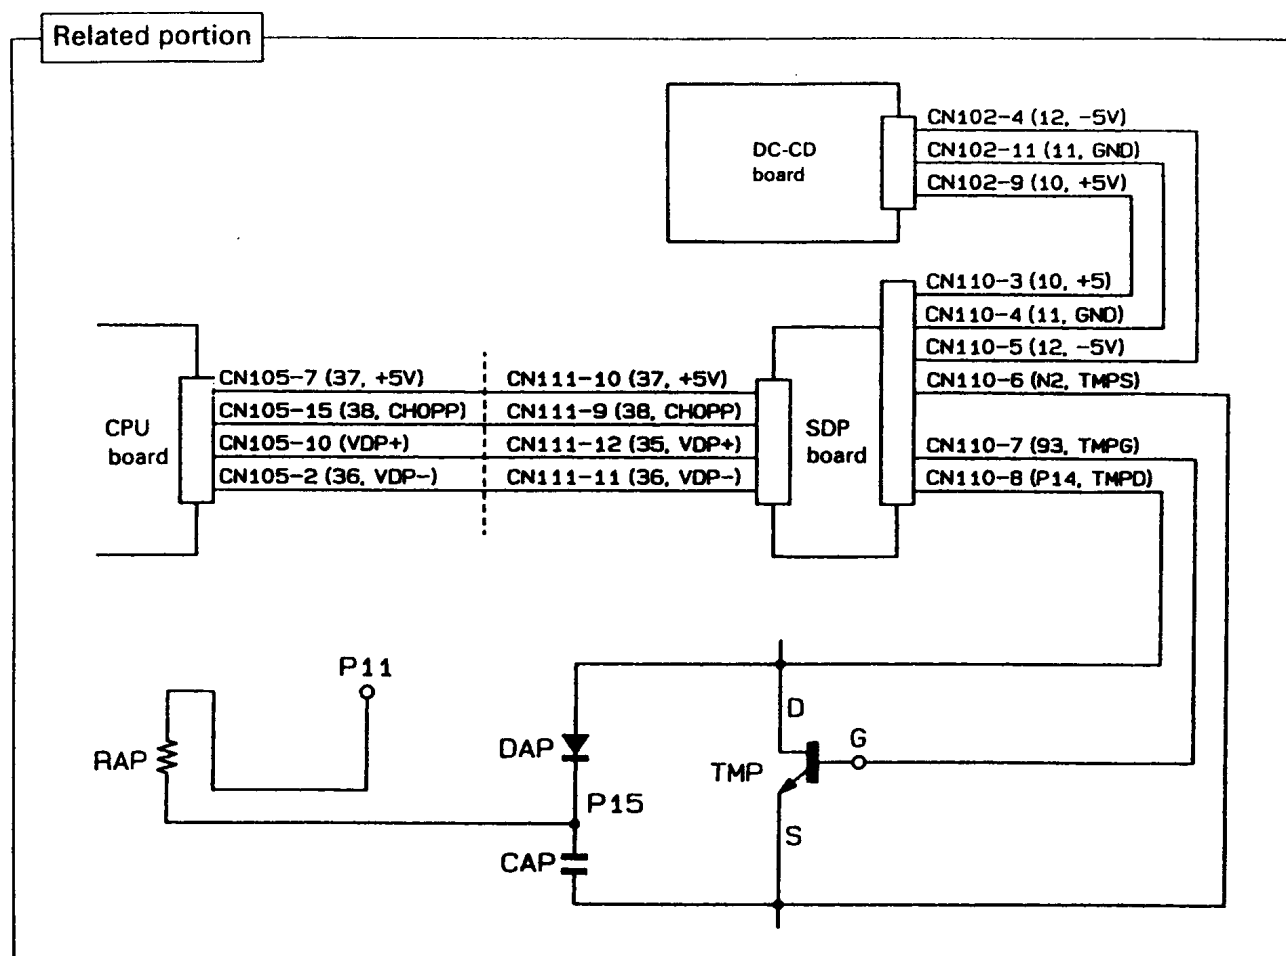 Related portion
DC-CD
board
CN102-4 (12, -5V)
CN102-11 (11, GND)
CN102-9 (10, +5V)
CN110-3 (10, +5)
CN110-4 (11, GND)
CN110-5 (12, -5V)
CN110-6 (N2, TMPS)
CN110-7 (93, TMPG)
CN110-8 (P14, TMPD)
CPU
board
CN105-7 (37, +5V)
CN105-15 (38, CHOPP)
CN105-10 (VDP+)
CN105-2 (36, VDP-)
CN111-10 (37, +5V)
CN111-9 (38, CHOPP)
CN111-12 (35, VDP+)
CN111-11 (36, VDP-)
SDP
board
P11
RAP
DAP
P15
CAP
D
G
TMP
S